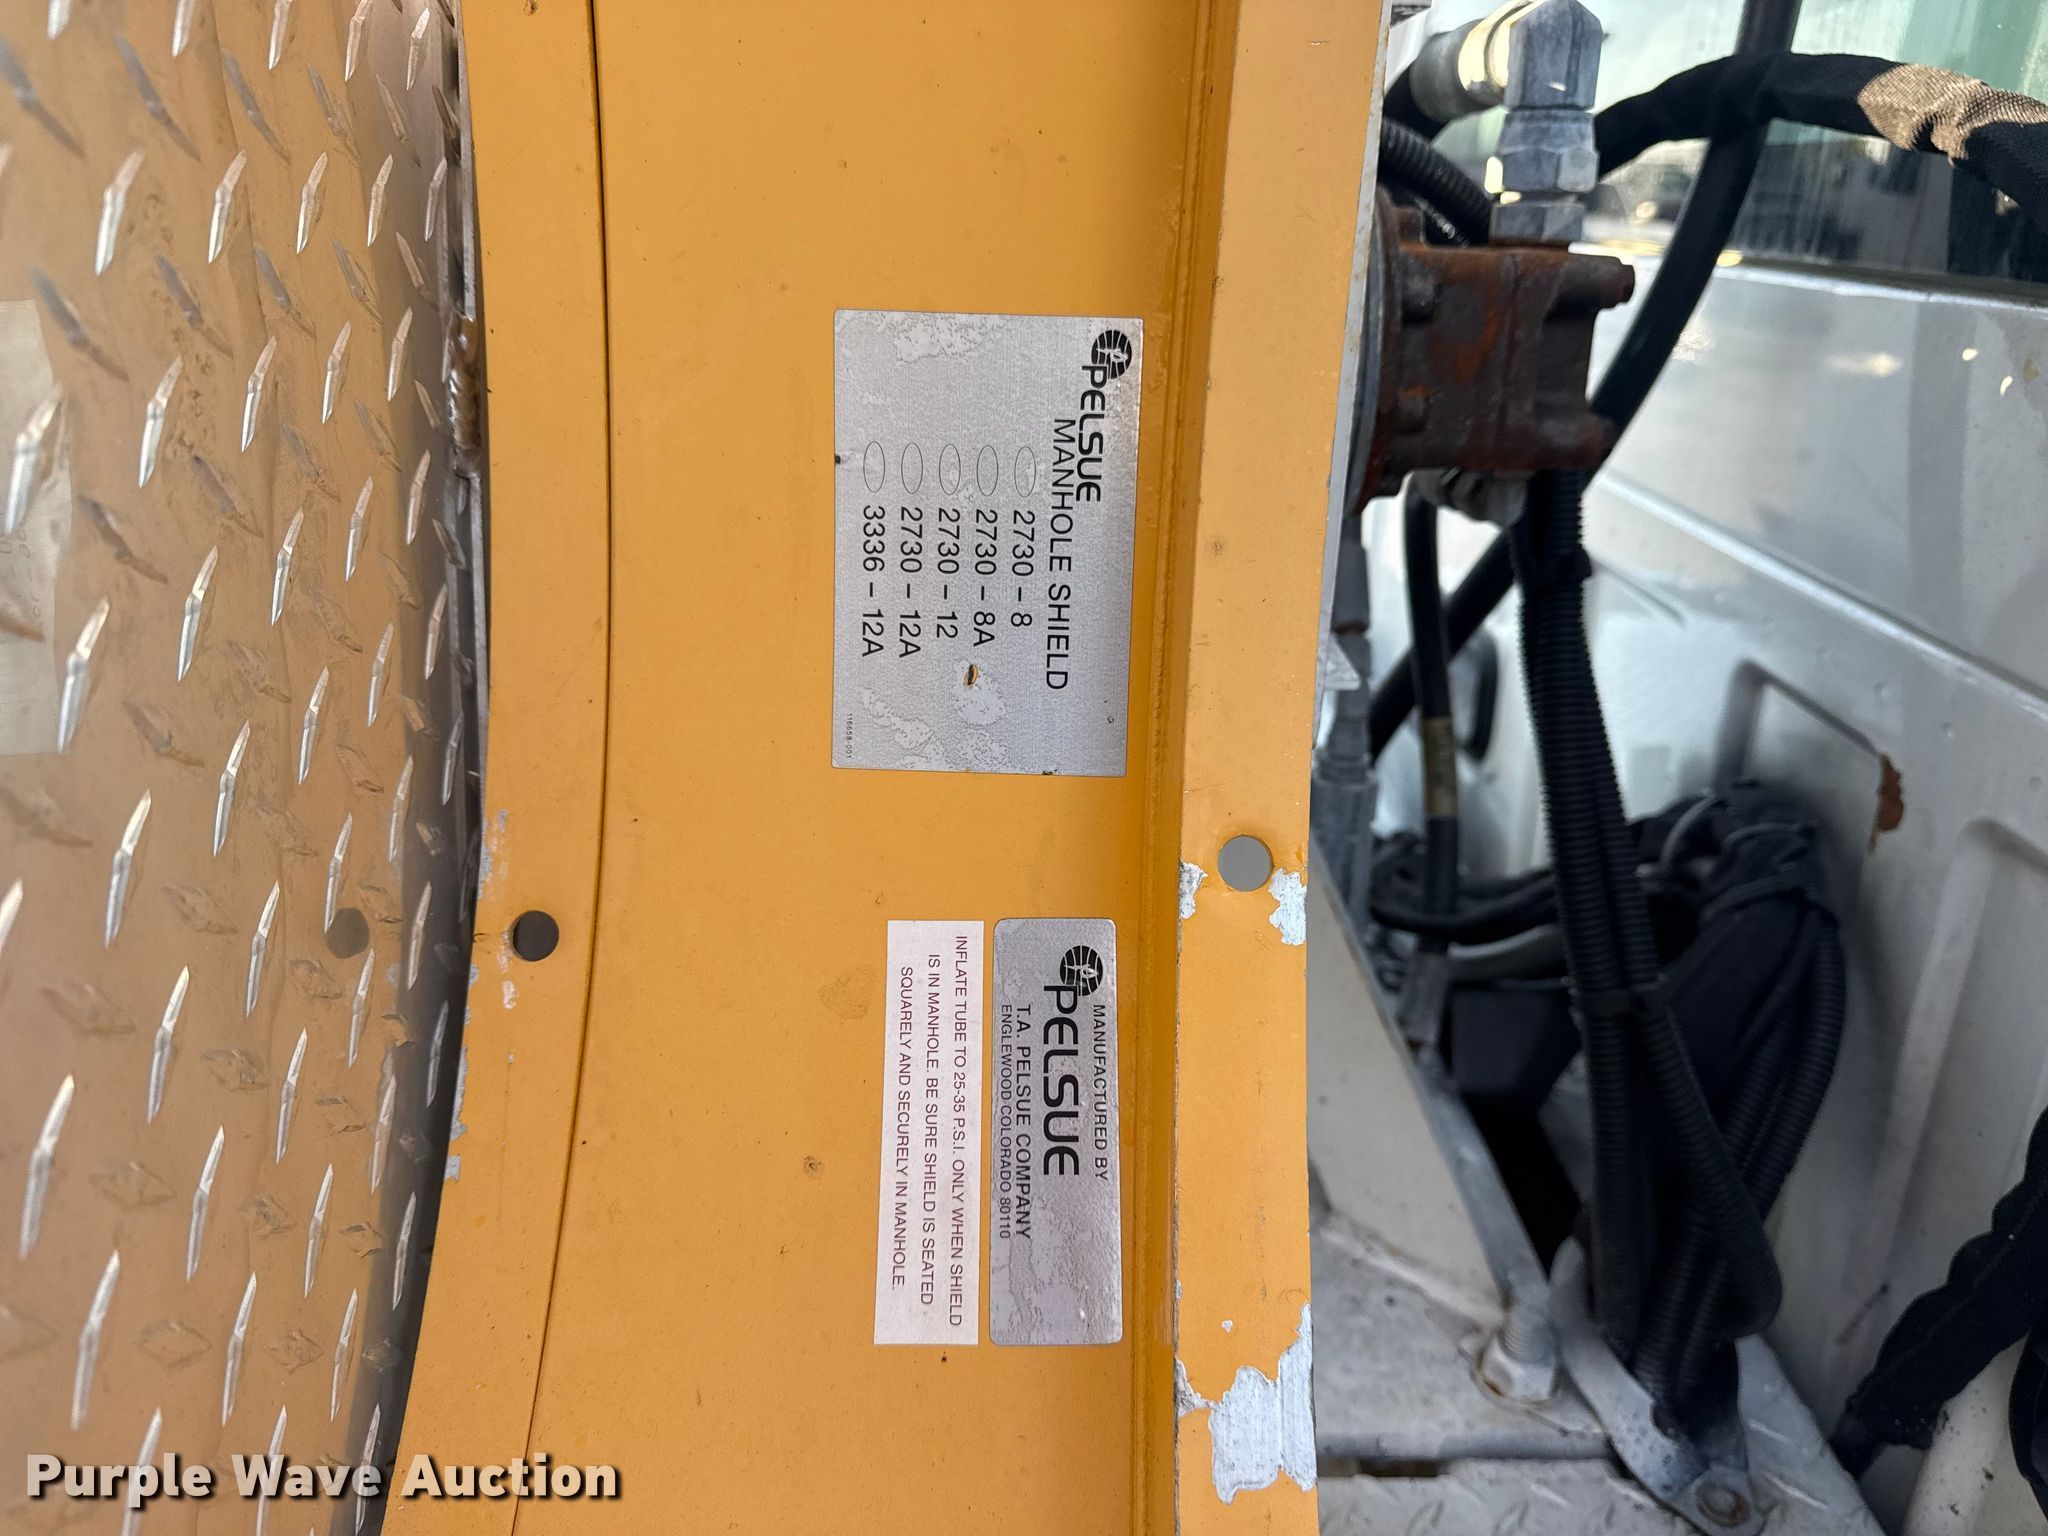 PELSUE
MANHOLE SHIELD
2730 – 8
2730 – 8A
2730 – 12
2730 – 12A
3336 – 12A
116658-001
MANUFACTURED BY
PELSUE
T.A. PELSUE COMPANY
ENGLEWOOD COLORADO 80110
INFLATE TUBE TO 25-35 P.S.I. ONLY WHEN SHIELD
IS IN MANHOLE. BE SURE SHIELD IS SEATED
SQUARELY AND SECURELY IN MANHOLE.
Purple Wave Auction